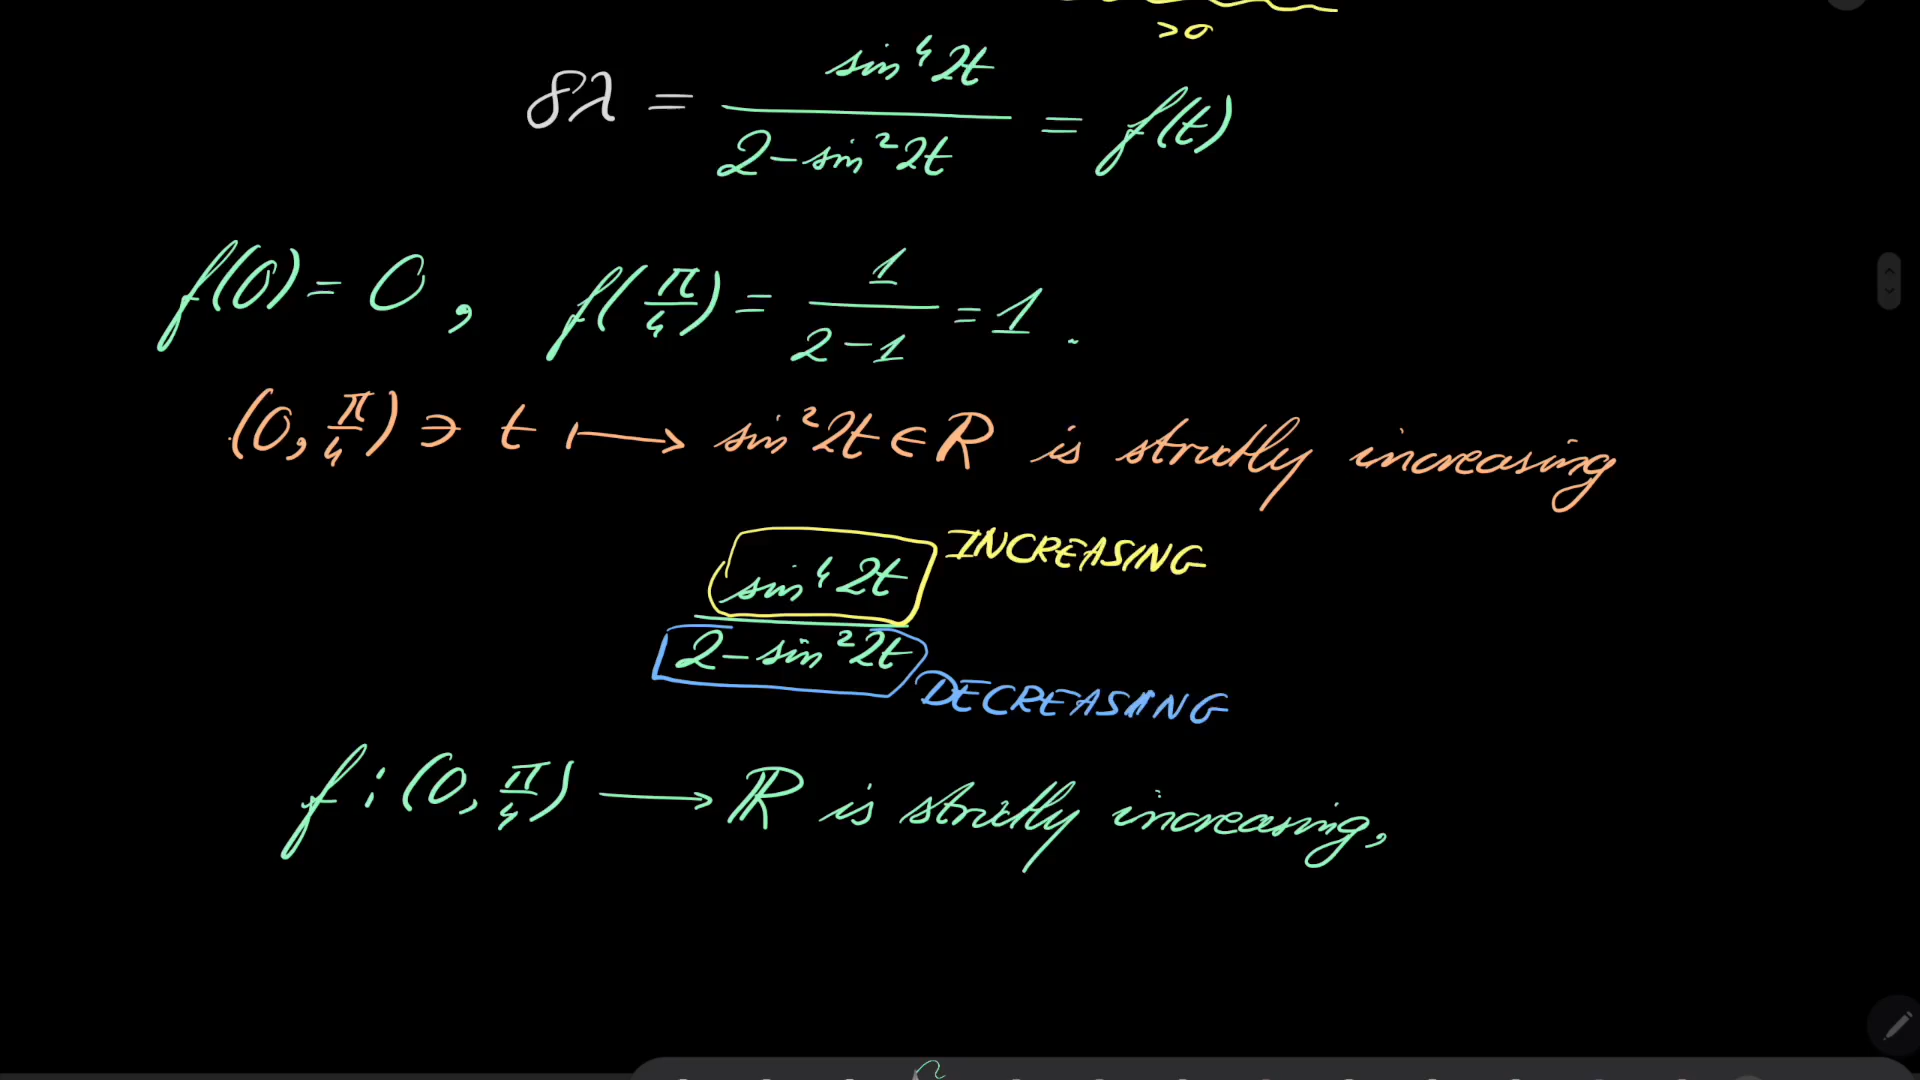 >0
8λ = sin⁴2t / (2-sin²2t) = f(t)
f(0)=0, f(π/4)= 1/(2-1) =1.
(0, π/4) ∋ t ⟼ sin²2t ∈ R is strictly increasing
sin⁴2t INCREASING
2-sin²2t DECREASING
f: (0, π/4) ⟶ ℝ is strictly increasing,